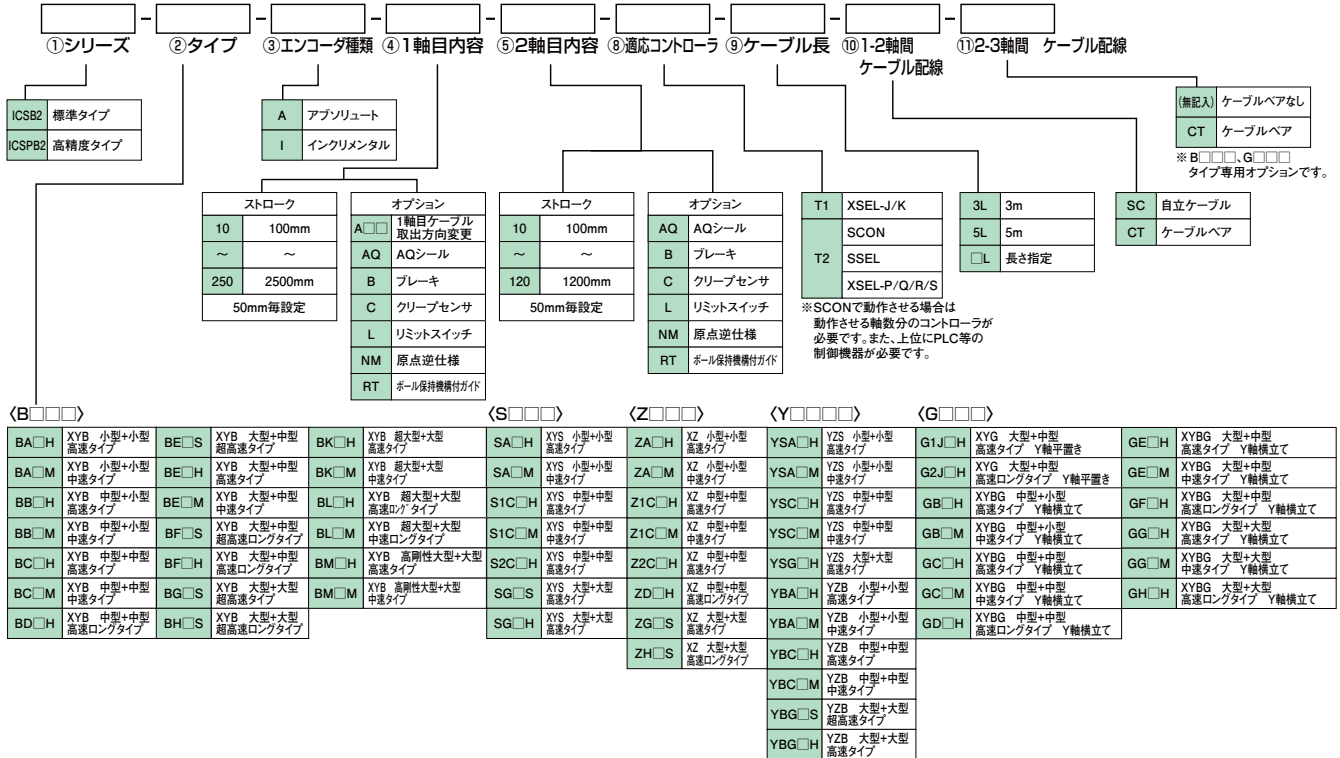 ①シリーズ - ②タイプ - ③エンコーダ種類 - ④1軸目内容 - ⑤2軸目内容 - ⑧適応コントローラ - ⑨ケーブル長 - ⑩1-2軸間 ケーブル配線 - ⑪2-3軸間 ケーブル配線
ICSB2 標準タイプ
ICSPB2 高精度タイプ
A アブソリュート
I インクリメンタル
ストローク
10 100mm
～ ～
250 2500mm
50mm毎設定
オプション
A□□ 1軸目ケーブル取出方向変更
AQ AQシール
B ブレーキ
C クリープセンサ
L リミットスイッチ
NM 原点逆仕様
RT ボール保持機構付ガイド
ストローク
10 100mm
～ ～
120 1200mm
50mm毎設定
オプション
AQ AQシール
B ブレーキ
C クリープセンサ
L リミットスイッチ
NM 原点逆仕様
RT ボール保持機構付ガイド
T1 XSEL-J/K
T2 SCON
SSEL
XSEL-P/Q/R/S
※SCONで動作させる場合は
動作させる軸数分のコントローラが
必要です。また、上位にPLC等の
制御機器が必要です。
3L 3m
5L 5m
□L 長さ指定
SC 自立ケーブル
CT ケーブルベア
(無記入) ケーブルベアなし
CT ケーブルベア
※B□□□、G□□□
タイプ専用オプションです。
〈B□□□〉
BA□H XYB 小型+小型 高速タイプ
BA□M XYB 小型+小型 中速タイプ
BB□H XYB 中型+小型 高速タイプ
BB□M XYB 中型+小型 中速タイプ
BC□H XYB 中型+中型 高速タイプ
BC□M XYB 中型+中型 中速タイプ
BD□H XYB 中型+中型 高速ロングタイプ
BE□S XYB 大型+中型 超高速タイプ
BE□H XYB 大型+中型 高速タイプ
BE□M XYB 大型+中型 中速タイプ
BF□S XYB 大型+中型 超高速ロングタイプ
BF□H XYB 大型+中型 高速ロングタイプ
BG□S XYB 大型+大型 超高速タイプ
BH□S XYB 大型+大型 超高速ロングタイプ
BK□H XYB 超大型+大型 高速タイプ
BK□M XYB 超大型+大型 中速タイプ
BL□H XYB 超大型+大型 高速ロングタイプ
BL□M XYB 超大型+大型 中速ロングタイプ
BM□H XYB 高剛性大型+大型 高速タイプ
BM□M XYB 高剛性大型+大型 中速タイプ
〈S□□□〉
SA□H XYS 小型+小型 高速タイプ
SA□M XYS 小型+小型 中速タイプ
S1C□H XYS 中型+中型 高速タイプ
S1C□M XYS 中型+中型 中速タイプ
S2C□H XYS 中型+中型 高速タイプ
SG□S XYS 大型+大型 高速タイプ
SG□H XYS 大型+大型 高速タイプ
〈Z□□□〉
ZA□H XZ 小型+小型 高速タイプ
ZA□M XZ 小型+小型 中速タイプ
Z1C□H XZ 中型+中型 高速タイプ
Z1C□M XZ 中型+中型 中速タイプ
Z2C□H XZ 中型+中型 高速タイプ
ZD□H XZ 中型+中型 高速ロングタイプ
ZG□S XZ 大型+大型 高速タイプ
ZH□S XZ 大型+大型 高速ロングタイプ
〈Y□□□□〉
YSA□H YZS 小型+小型 高速タイプ
YSA□M YZS 小型+小型 中速タイプ
YSC□H YZS 中型+中型 高速タイプ
YSC□M YZS 中型+中型 中速タイプ
YSG□H YZS 大型+大型 高速タイプ
YBA□H YZB 小型+小型 高速タイプ
YBA□M YZB 小型+小型 中速タイプ
YBC□H YZB 中型+中型 高速タイプ
YBC□M YZB 中型+中型 中速タイプ
YBG□S YZB 大型+大型 超高速タイプ
YBG□H YZB 大型+大型 高速タイプ
〈G□□□〉
G1J□H XYG 大型+中型 高速タイプ Y軸平置き
G2J□H XYG 大型+中型 高速ロングタイプ Y軸平置き
GB□H XYBG 中型+小型 高速タイプ Y軸横立て
GB□M XYBG 中型+小型 中速タイプ Y軸横立て
GC□H XYBG 中型+中型 高速タイプ Y軸横立て
GC□M XYBG 中型+中型 中速タイプ Y軸横立て
GD□H XYBG 中型+中型 高速ロングタイプ Y軸横立て
GE□H XYBG 大型+中型 高速タイプ Y軸横立て
GE□M XYBG 大型+中型 中速タイプ Y軸横立て
GF□H XYBG 大型+中型 高速ロングタイプ Y軸横立て
GG□H XYBG 大型+大型 高速タイプ Y軸横立て
GG□M XYBG 大型+大型 中速タイプ Y軸横立て
GH□H XYBG 大型+大型 高速ロングタイプ Y軸横立て